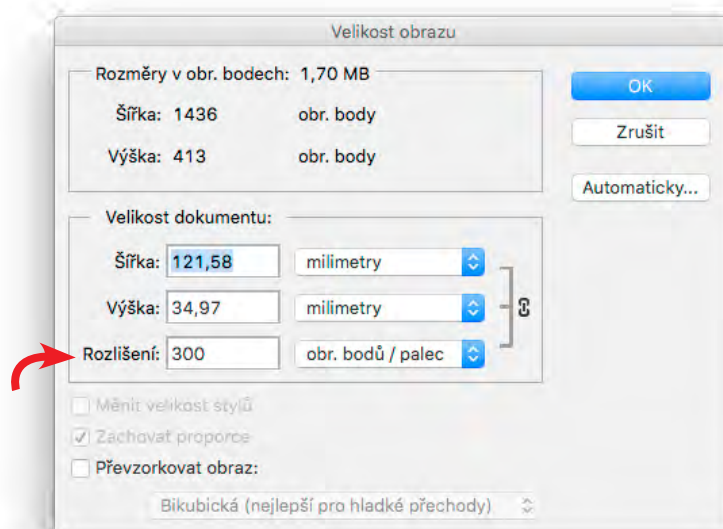 Velikost obrazu
Rozměry v obr. bodech: 1,70 MB
Šířka: 1436 obr. body
Výška: 413 obr. body
OK
Zrušit
Automaticky...
Velikost dokumentu:
Šířka: 121,58 milimetry
Výška: 34,97 milimetry
Rozlišení: 300 obr. bodů / palec
Měnit velikost stylů
Zachovat proporce
Převzorkovat obraz:
Bikubická (nejlepší pro hladké přechody)